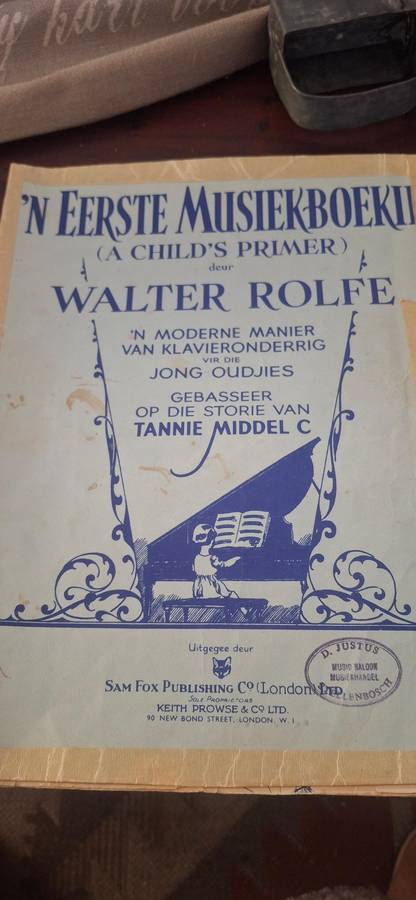 'N EERSTE MUSIEKBOEKI
(A CHILD'S PRIMER)
deur
WALTER ROLFE
'N MODERNE MANIER
VAN KLAVIERONDERRIG
VIR DIE
JONG OUDJIES
GEBASSEER
OP DIE STORIE VAN
TANNIE MIDDEL C
Uitgegee deur
SAM FOX PUBLISHING Cº (London) LTD.
SOLE PROPRIETORS
KEITH PROWSE & Cº LTD.
90 NEW BOND STREET, LONDON, W.1
D. JUSTUS
MUSIC SALOON
MUSIEKHANDEL
STELLENBOSCH